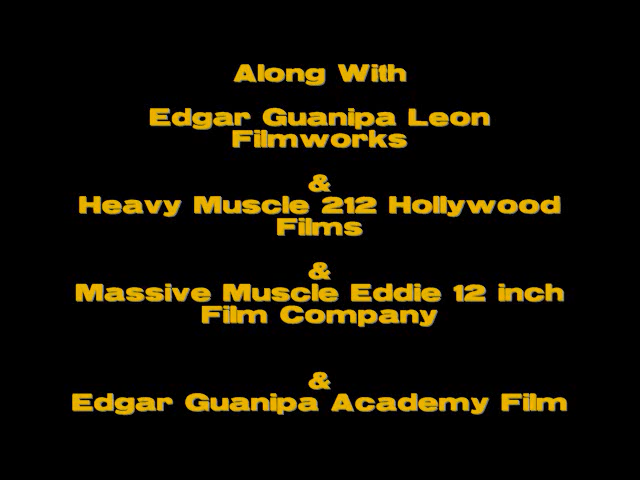 Along With
Edgar Guanipa Leon
Filmworks
&
Heavy Muscle 212 Hollywood
Films
&
Massive Muscle Eddie 12 inch
Film Company
&
Edgar Guanipa Academy Film